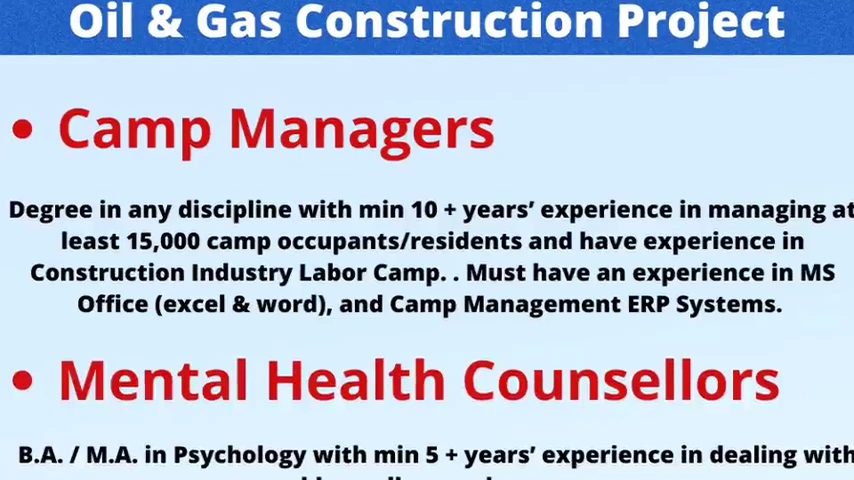 Oil & Gas Construction Project
• Camp Managers
Degree in any discipline with min 10 + years’ experience in managing at
least 15,000 camp occupants/residents and have experience in
Construction Industry Labor Camp. . Must have an experience in MS
Office (excel & word), and Camp Management ERP Systems.
• Mental Health Counsellors
B.A. / M.A. in Psychology with min 5 + years’ experience in dealing with